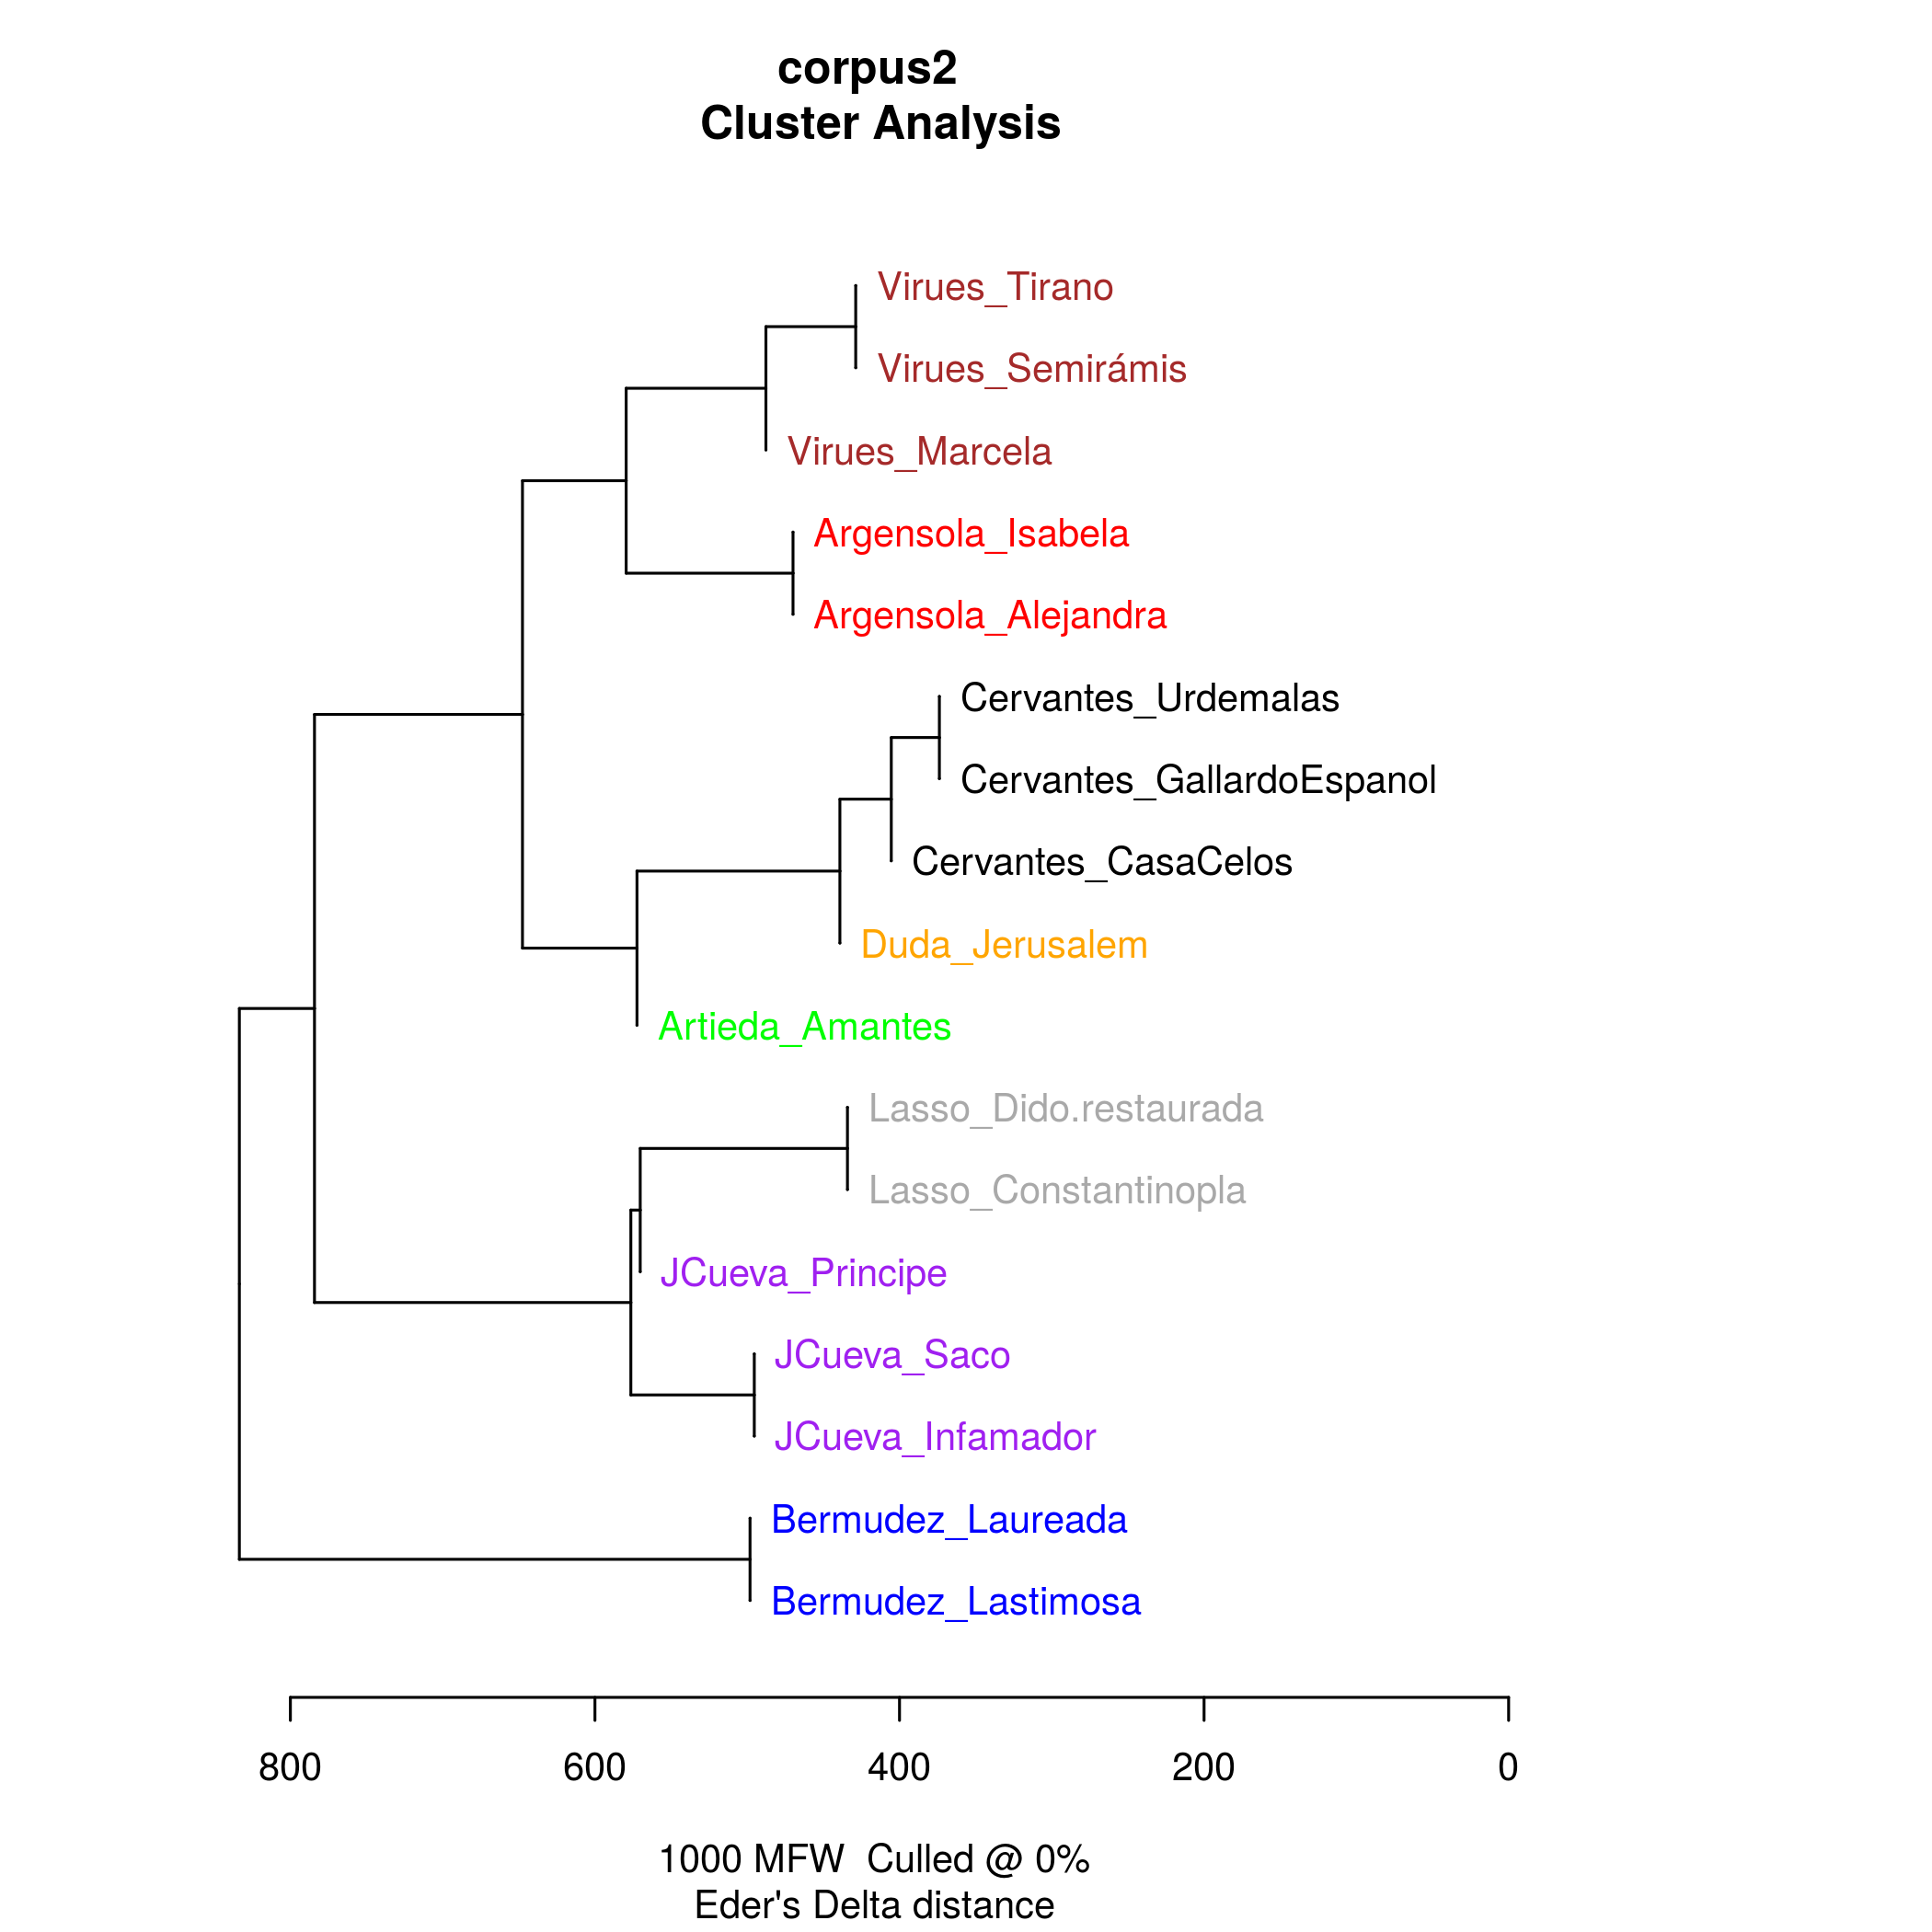 corpus2
Cluster Analysis
Virues_Tirano
Virues_Semirámis
Virues_Marcela
Argensola_Isabela
Argensola_Alejandra
Cervantes_Urdemalas
Cervantes_GallardoEspanol
Cervantes_CasaCelos
Duda_Jerusalem
Artieda_Amantes
Lasso_Dido.restaurada
Lasso_Constantinopla
JCueva_Principe
JCueva_Saco
JCueva_Infamador
Bermudez_Laureada
Bermudez_Lastimosa
800 600 400 200 0
1000 MFW  Culled @ 0%
Eder's Delta distance